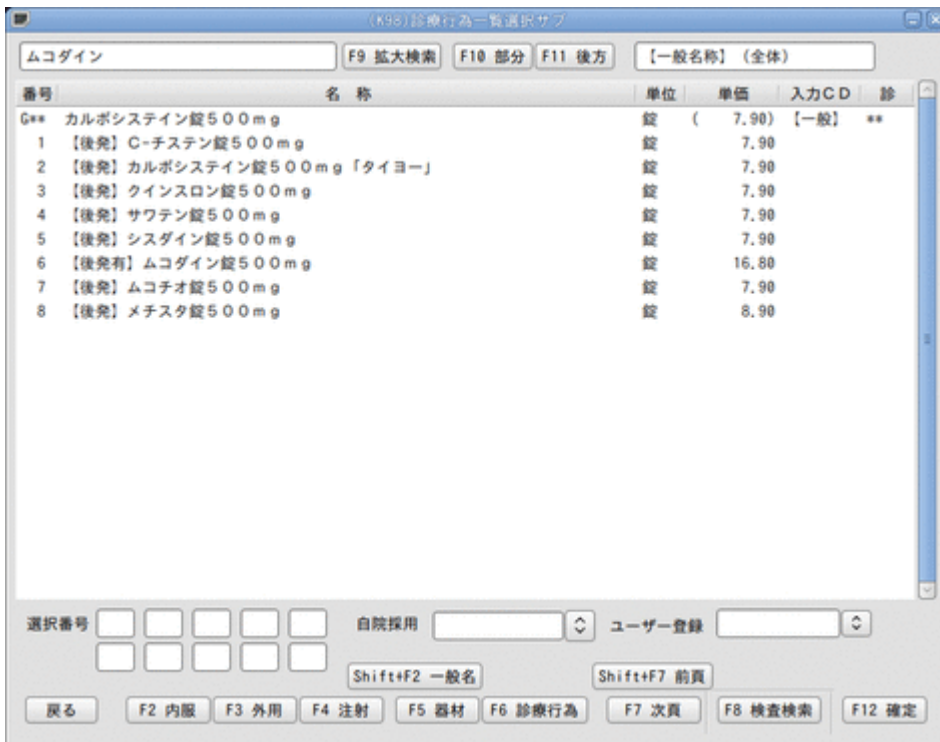 (K98)診療行為一覧選択サブ
ムコダイン F9 拡大検索 F10 部分 F11 後方 【一般名称】（全体）
番号 名 称 単位 単価 入力ＣＤ 診
G** カルボシステイン錠５００ｍｇ 錠 ( 7.90) 【一般】 **
1 【後発】Ｃ-チステン錠５００ｍｇ 錠 7.90
2 【後発】カルボシステイン錠５００ｍｇ「タイヨー」 錠 7.90
3 【後発】クインスロン錠５００ｍｇ 錠 7.90
4 【後発】サワテン錠５００ｍｇ 錠 7.90
5 【後発】シスダイン錠５００ｍｇ 錠 7.90
6 【後発有】ムコダイン錠５００ｍｇ 錠 16.80
7 【後発】ムコチオ錠５００ｍｇ 錠 7.90
8 【後発】メチスタ錠５００ｍｇ 錠 8.90
選択番号 自院採用 ユーザー登録
Shift+F2 一般名 Shift+F7 前頁
戻る F2 内服 F3 外用 F4 注射 F5 器材 F6 診療行為 F7 次頁 F8 検査検索 F12 確定